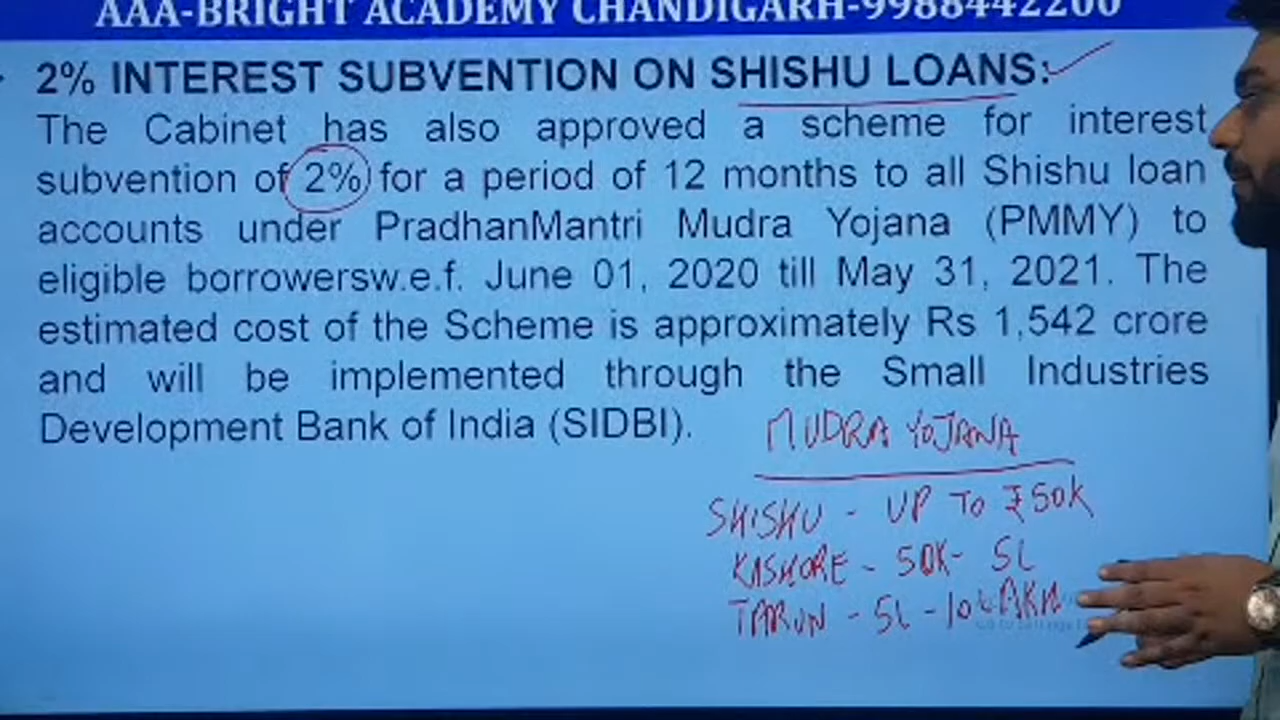 AAA-BRIGHT ACADEMY CHANDIGARH-9988442200
2% INTEREST SUBVENTION ON SHISHU LOANS:
The Cabinet has also approved a scheme for interest
subvention of 2% for a period of 12 months to all Shishu loan
accounts under PradhanMantri Mudra Yojana (PMMY) to
eligible borrowersw.e.f. June 01, 2020 till May 31, 2021. The
estimated cost of the Scheme is approximately Rs 1,542 crore
and will be implemented through the Small Industries
Development Bank of India (SIDBI).
MUDRA YOJANA
SHISHU - UP TO ₹50K
KASHORE - 50K- 5L
TARUN - 5L - 10 LAKH